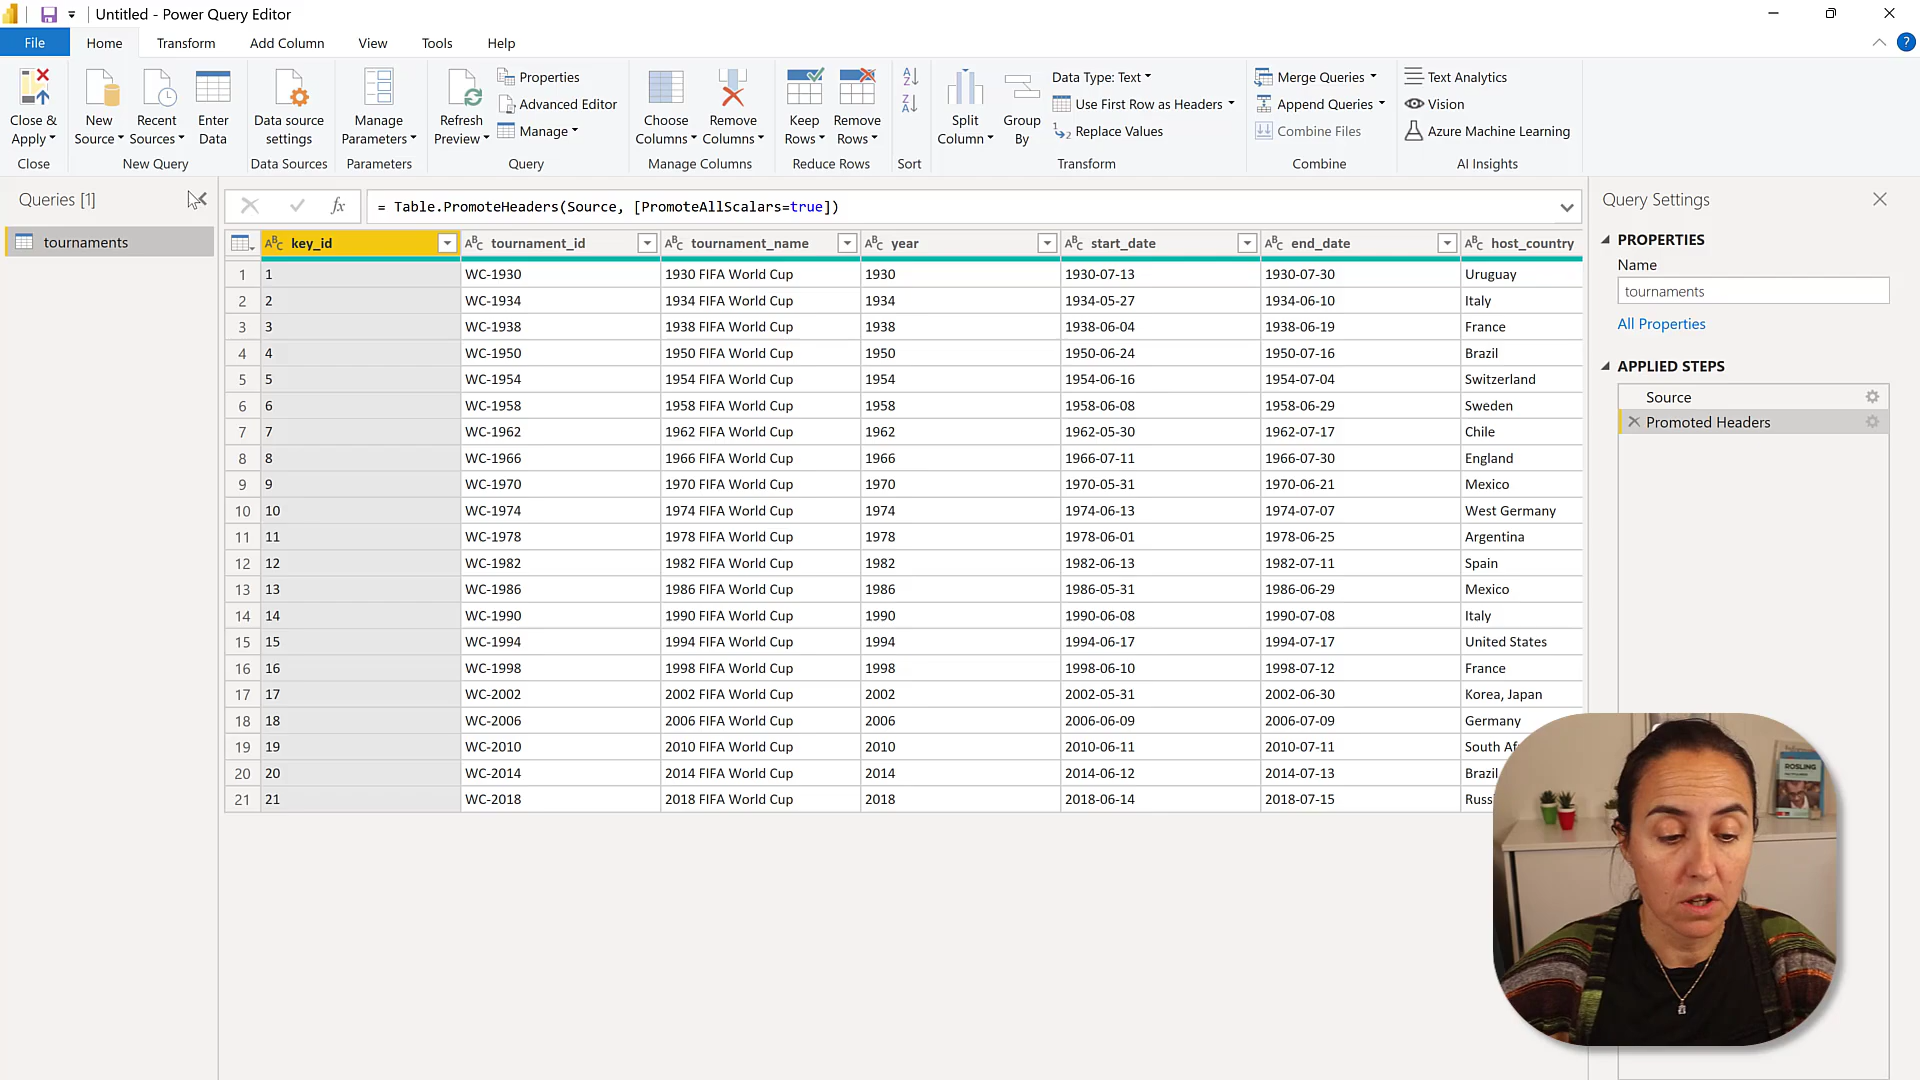 Untitled - Power Query Editor
File Home Transform Add Column View Tools Help
Close & Apply
New Source
Recent Sources
Enter Data
Data source settings
Manage Parameters
Refresh Preview
Properties
Advanced Editor
Manage
Choose Columns
Remove Columns
Keep Rows
Remove Rows
A Z
Z A
Split Column
Group By
Data Type: Text
Use First Row as Headers
1 2 Replace Values
Merge Queries
Append Queries
Combine Files
Text Analytics
Vision
Azure Machine Learning
?
Close New Query Data Sources Parameters Query Manage Columns Reduce Rows Sort Transform Combine AI Insights
Queries [1]
tournaments
fx = Table.PromoteHeaders(Source, [PromoteAllScalars=true])
ABC key_id ABC tournament_id ABC tournament_name ABC year ABC start_date ABC end_date ABC host_country
1 1 WC-1930 1930 FIFA World Cup 1930 1930-07-13 1930-07-30 Uruguay
2 2 WC-1934 1934 FIFA World Cup 1934 1934-05-27 1934-06-10 Italy
3 3 WC-1938 1938 FIFA World Cup 1938 1938-06-04 1938-06-19 France
4 4 WC-1950 1950 FIFA World Cup 1950 1950-06-24 1950-07-16 Brazil
5 5 WC-1954 1954 FIFA World Cup 1954 1954-06-16 1954-07-04 Switzerland
6 6 WC-1958 1958 FIFA World Cup 1958 1958-06-08 1958-06-29 Sweden
7 7 WC-1962 1962 FIFA World Cup 1962 1962-05-30 1962-07-17 Chile
8 8 WC-1966 1966 FIFA World Cup 1966 1966-07-11 1966-07-30 England
9 9 WC-1970 1970 FIFA World Cup 1970 1970-05-31 1970-06-21 Mexico
10 10 WC-1974 1974 FIFA World Cup 1974 1974-06-13 1974-07-07 West Germany
11 11 WC-1978 1978 FIFA World Cup 1978 1978-06-01 1978-06-25 Argentina
12 12 WC-1982 1982 FIFA World Cup 1982 1982-06-13 1982-07-11 Spain
13 13 WC-1986 1986 FIFA World Cup 1986 1986-05-31 1986-06-29 Mexico
14 14 WC-1990 1990 FIFA World Cup 1990 1990-06-08 1990-07-08 Italy
15 15 WC-1994 1994 FIFA World Cup 1994 1994-06-17 1994-07-17 United States
16 16 WC-1998 1998 FIFA World Cup 1998 1998-06-10 1998-07-12 France
17 17 WC-2002 2002 FIFA World Cup 2002 2002-05-31 2002-06-30 Korea, Japan
18 18 WC-2006 2006 FIFA World Cup 2006 2006-06-09 2006-07-09 Germany
19 19 WC-2010 2010 FIFA World Cup 2010 2010-06-11 2010-07-11 South Af
20 20 WC-2014 2014 FIFA World Cup 2014 2014-06-12 2014-07-13 Brazil
21 21 WC-2018 2018 FIFA World Cup 2018 2018-06-14 2018-07-15 Russi
Query Settings
PROPERTIES
Name
tournaments
All Properties
APPLIED STEPS
Source
Promoted Headers
ROSLING